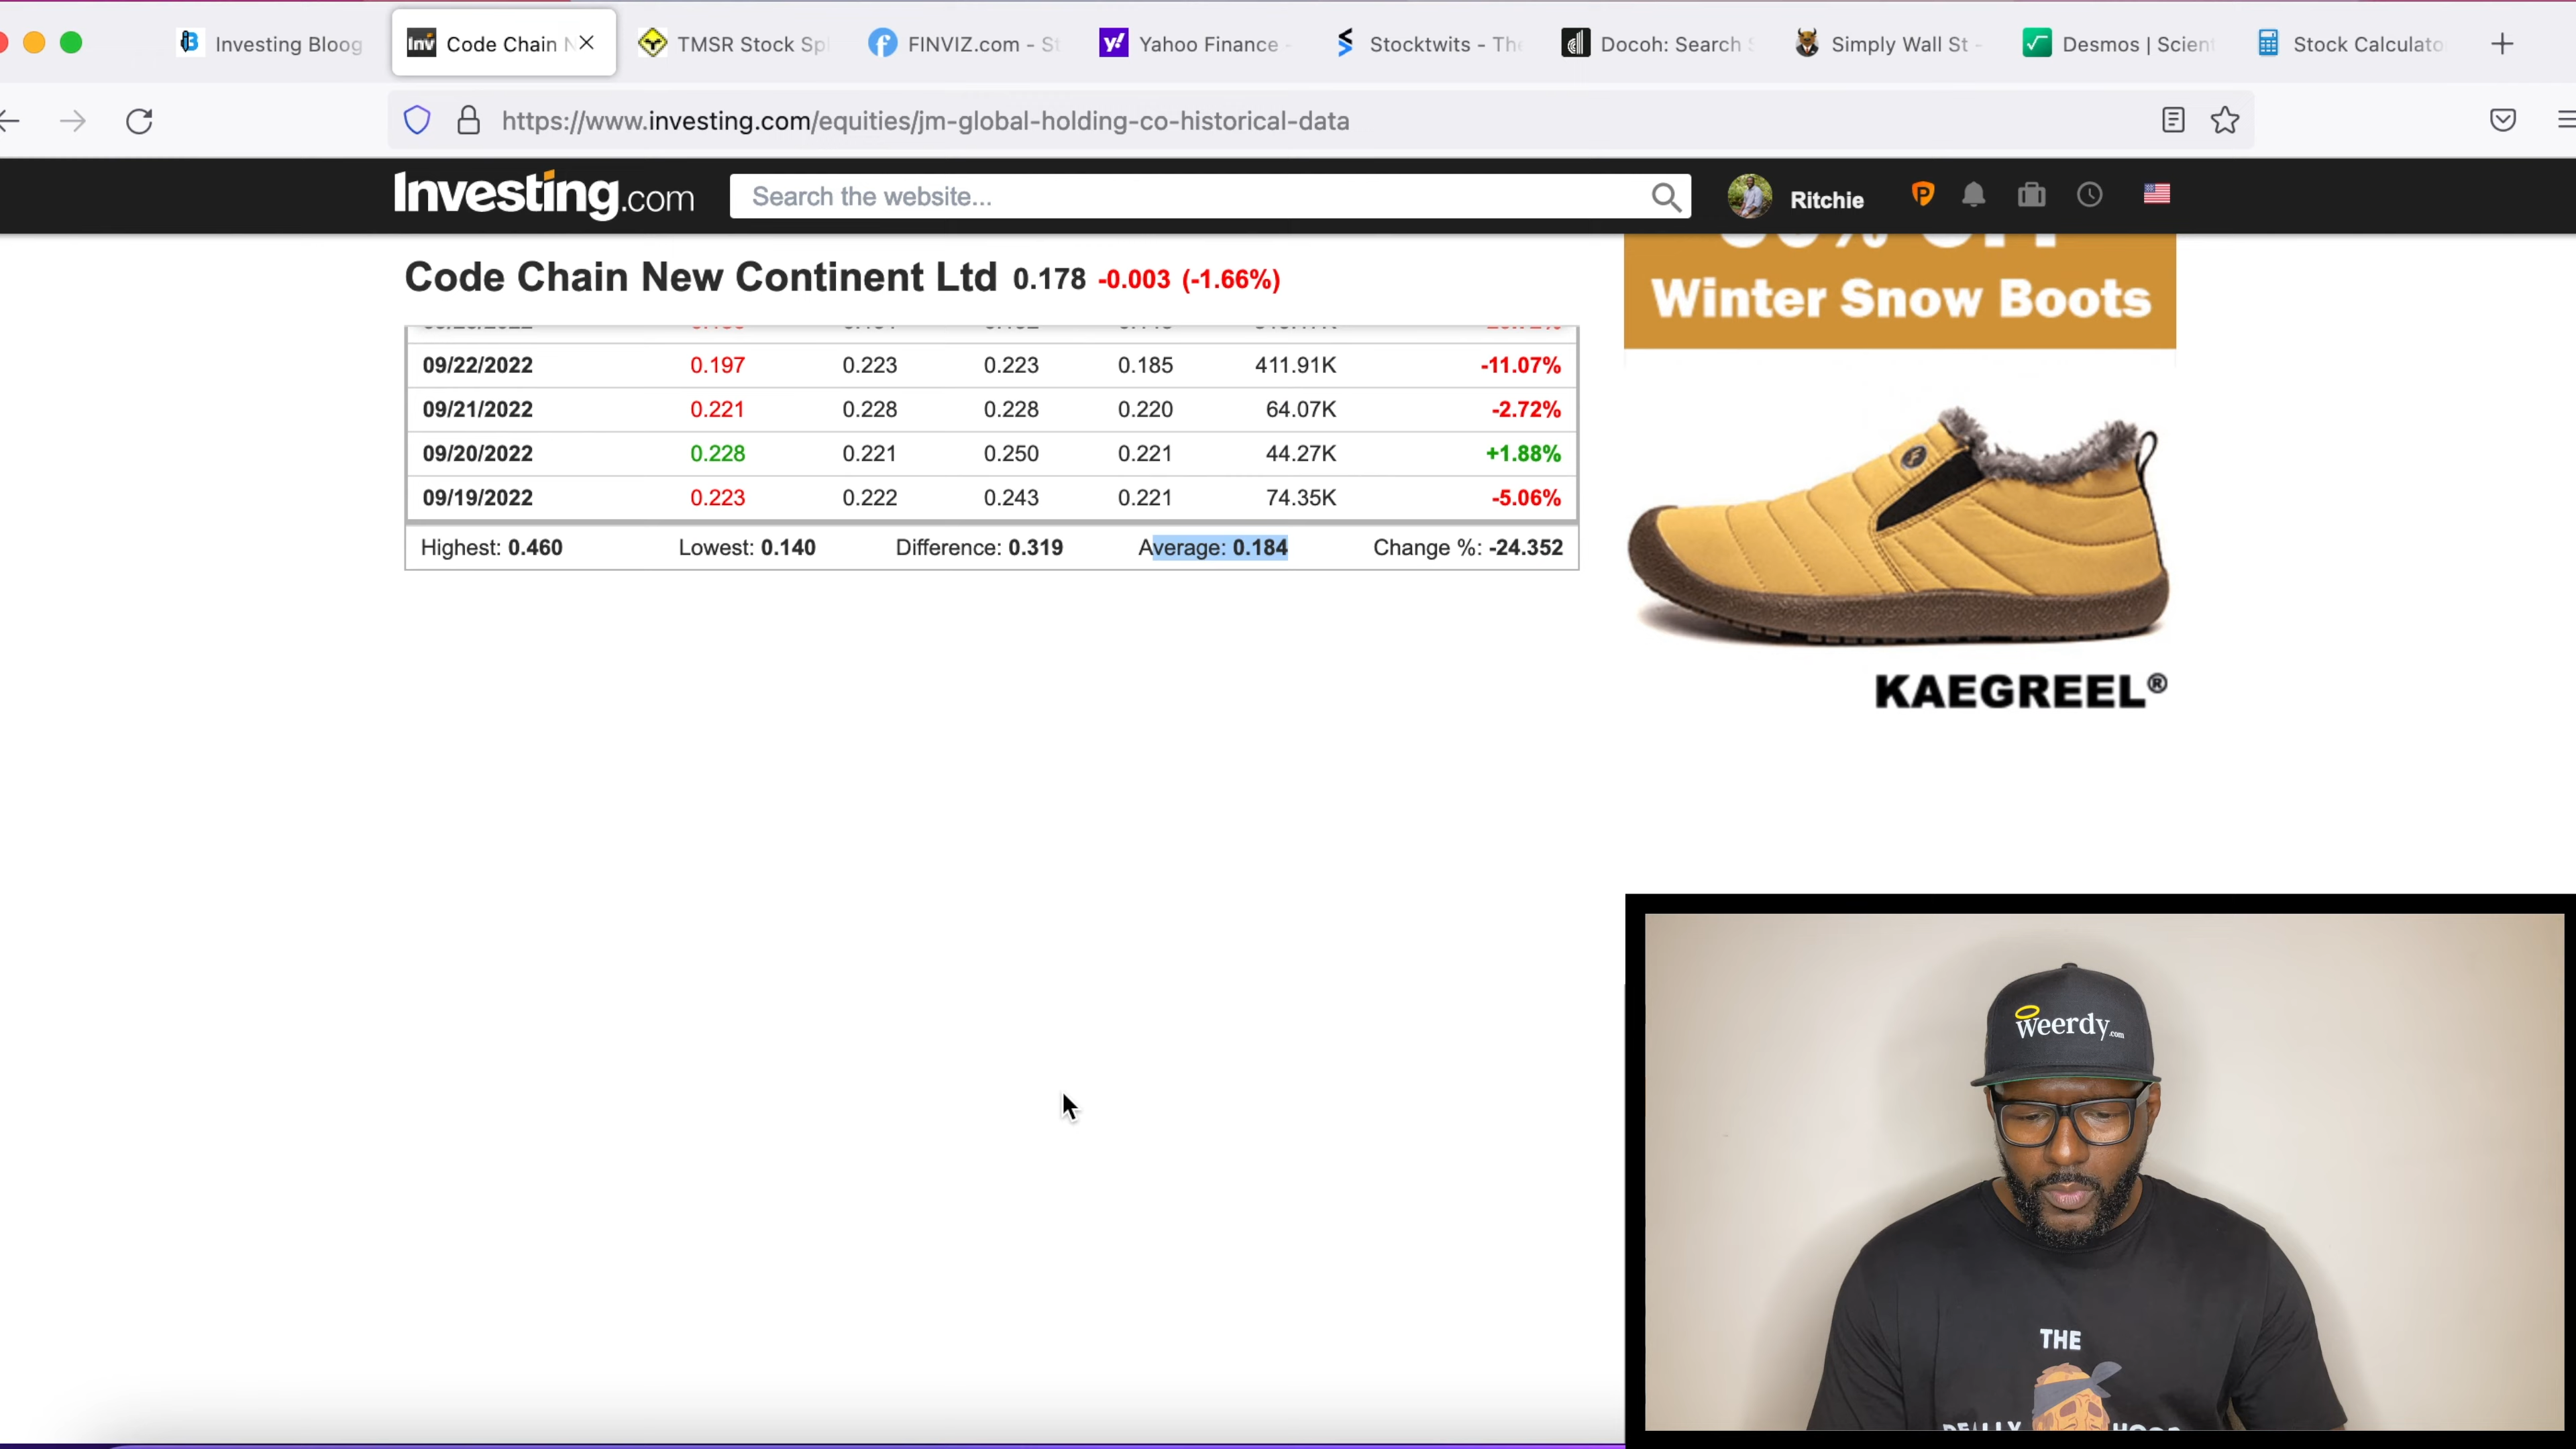 Investing Bloog
Code Chain N
TMSR Stock Spl
FINVIZ.com - St
Yahoo Finance -
Stocktwits - The
Docoh: Search S
Simply Wall St -
Desmos | Scient
Stock Calculato
https://www.investing.com/equities/jm-global-holding-co-historical-data
Investing.com
Search the website...
Ritchie
Code Chain New Continent Ltd 0.178 -0.003 (-1.66%)
09/22/2022 0.197 0.223 0.223 0.185 411.91K -11.07%
09/21/2022 0.221 0.228 0.228 0.220 64.07K -2.72%
09/20/2022 0.228 0.221 0.250 0.221 44.27K +1.88%
09/19/2022 0.223 0.222 0.243 0.221 74.35K -5.06%
Highest: 0.460 Lowest: 0.140 Difference: 0.319 Average: 0.184 Change %: -24.352
Winter Snow Boots
KAEGREEL®
weerdy.com
THE